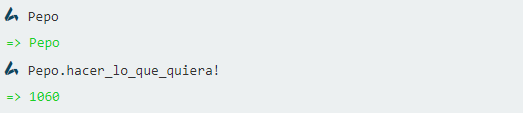 Pepo
=> Pepo
Pepo.hacer_lo_que_quiera!
=> 1060